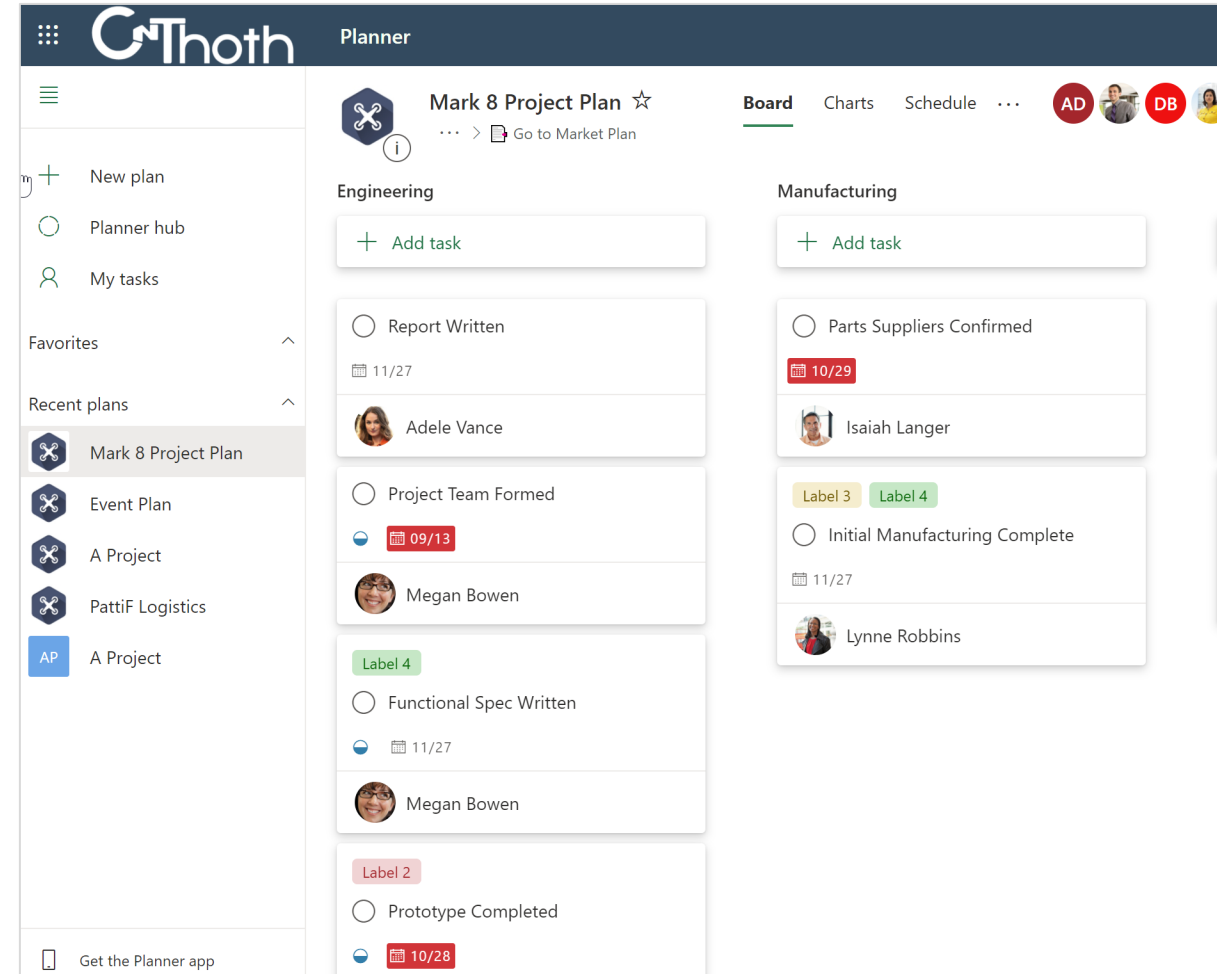 CNThoth
Planner
Mark 8 Project Plan
Board
Charts
Schedule
AD
DB
Go to Market Plan
New plan
Planner hub
My tasks
Favorites
Recent plans
Mark 8 Project Plan
Event Plan
A Project
PattiF Logistics
AP
A Project
Get the Planner app
Engineering
Add task
Report Written
11/27
Adele Vance
Project Team Formed
09/13
Megan Bowen
Label 4
Functional Spec Written
11/27
Megan Bowen
Label 2
Prototype Completed
10/28
Manufacturing
Add task
Parts Suppliers Confirmed
10/29
Isaiah Langer
Label 3
Label 4
Initial Manufacturing Complete
11/27
Lynne Robbins